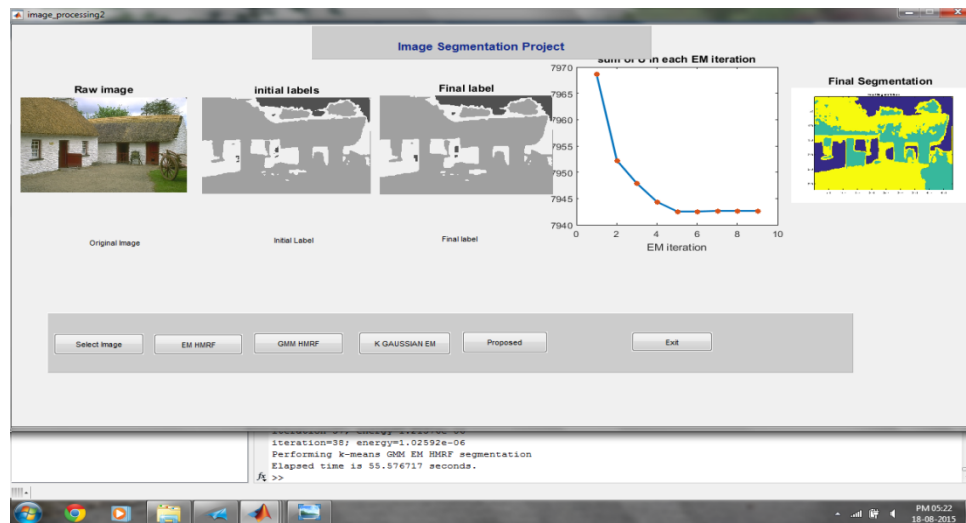 image_processing2
Image Segmentation Project
Raw image
initial labels
Final label
sum of U in each EM iteration
Final Segmentation
7970
7965
7960
7955
7950
7945
7940
0 2 4 6 8 10
EM iteration
Original Image
Initial Label
Final label
Select Image
EM HMRF
GMM HMRF
K GAUSSIAN EM
Proposed
Exit
iteration=38; energy=1.02592e-06
Performing k-means GMM EM HMRF segmentation
Elapsed time is 55.576717 seconds.
fx >>
PM 05:22
18-08-2015